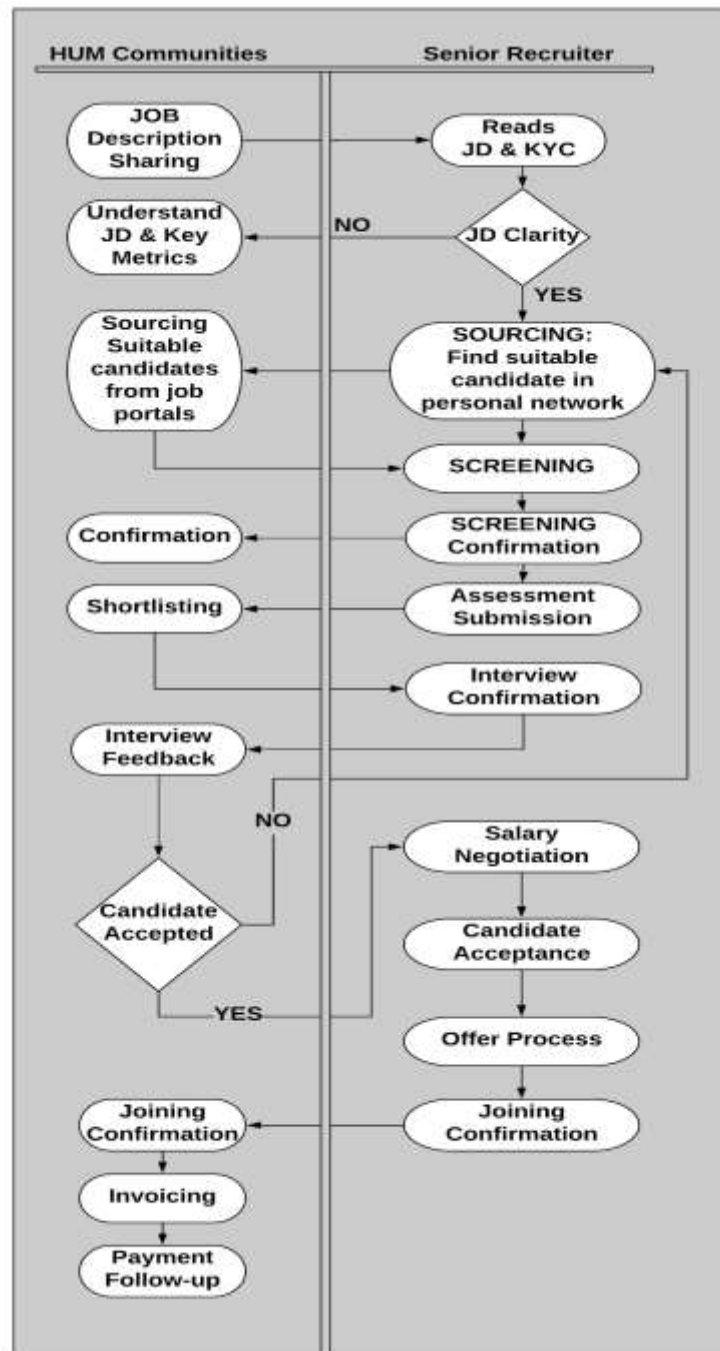 HUM Communities
Senior Recruiter
JOB
Description
Sharing
Reads
JD & KYC
Understand
JD & Key
Metrics
NO
JD Clarity
YES
Sourcing
Suitable
candidates
from job
portals
SOURCING:
Find suitable
candidate in
personal network
SCREENING
Confirmation
SCREENING
Confirmation
Shortlisting
Assessment
Submission
Interview
Confirmation
Interview
Feedback
NO
Salary
Negotiation
Candidate
Accepted
Candidate
Acceptance
YES
Offer Process
Joining
Confirmation
Joining
Confirmation
Invoicing
Payment
Follow-up